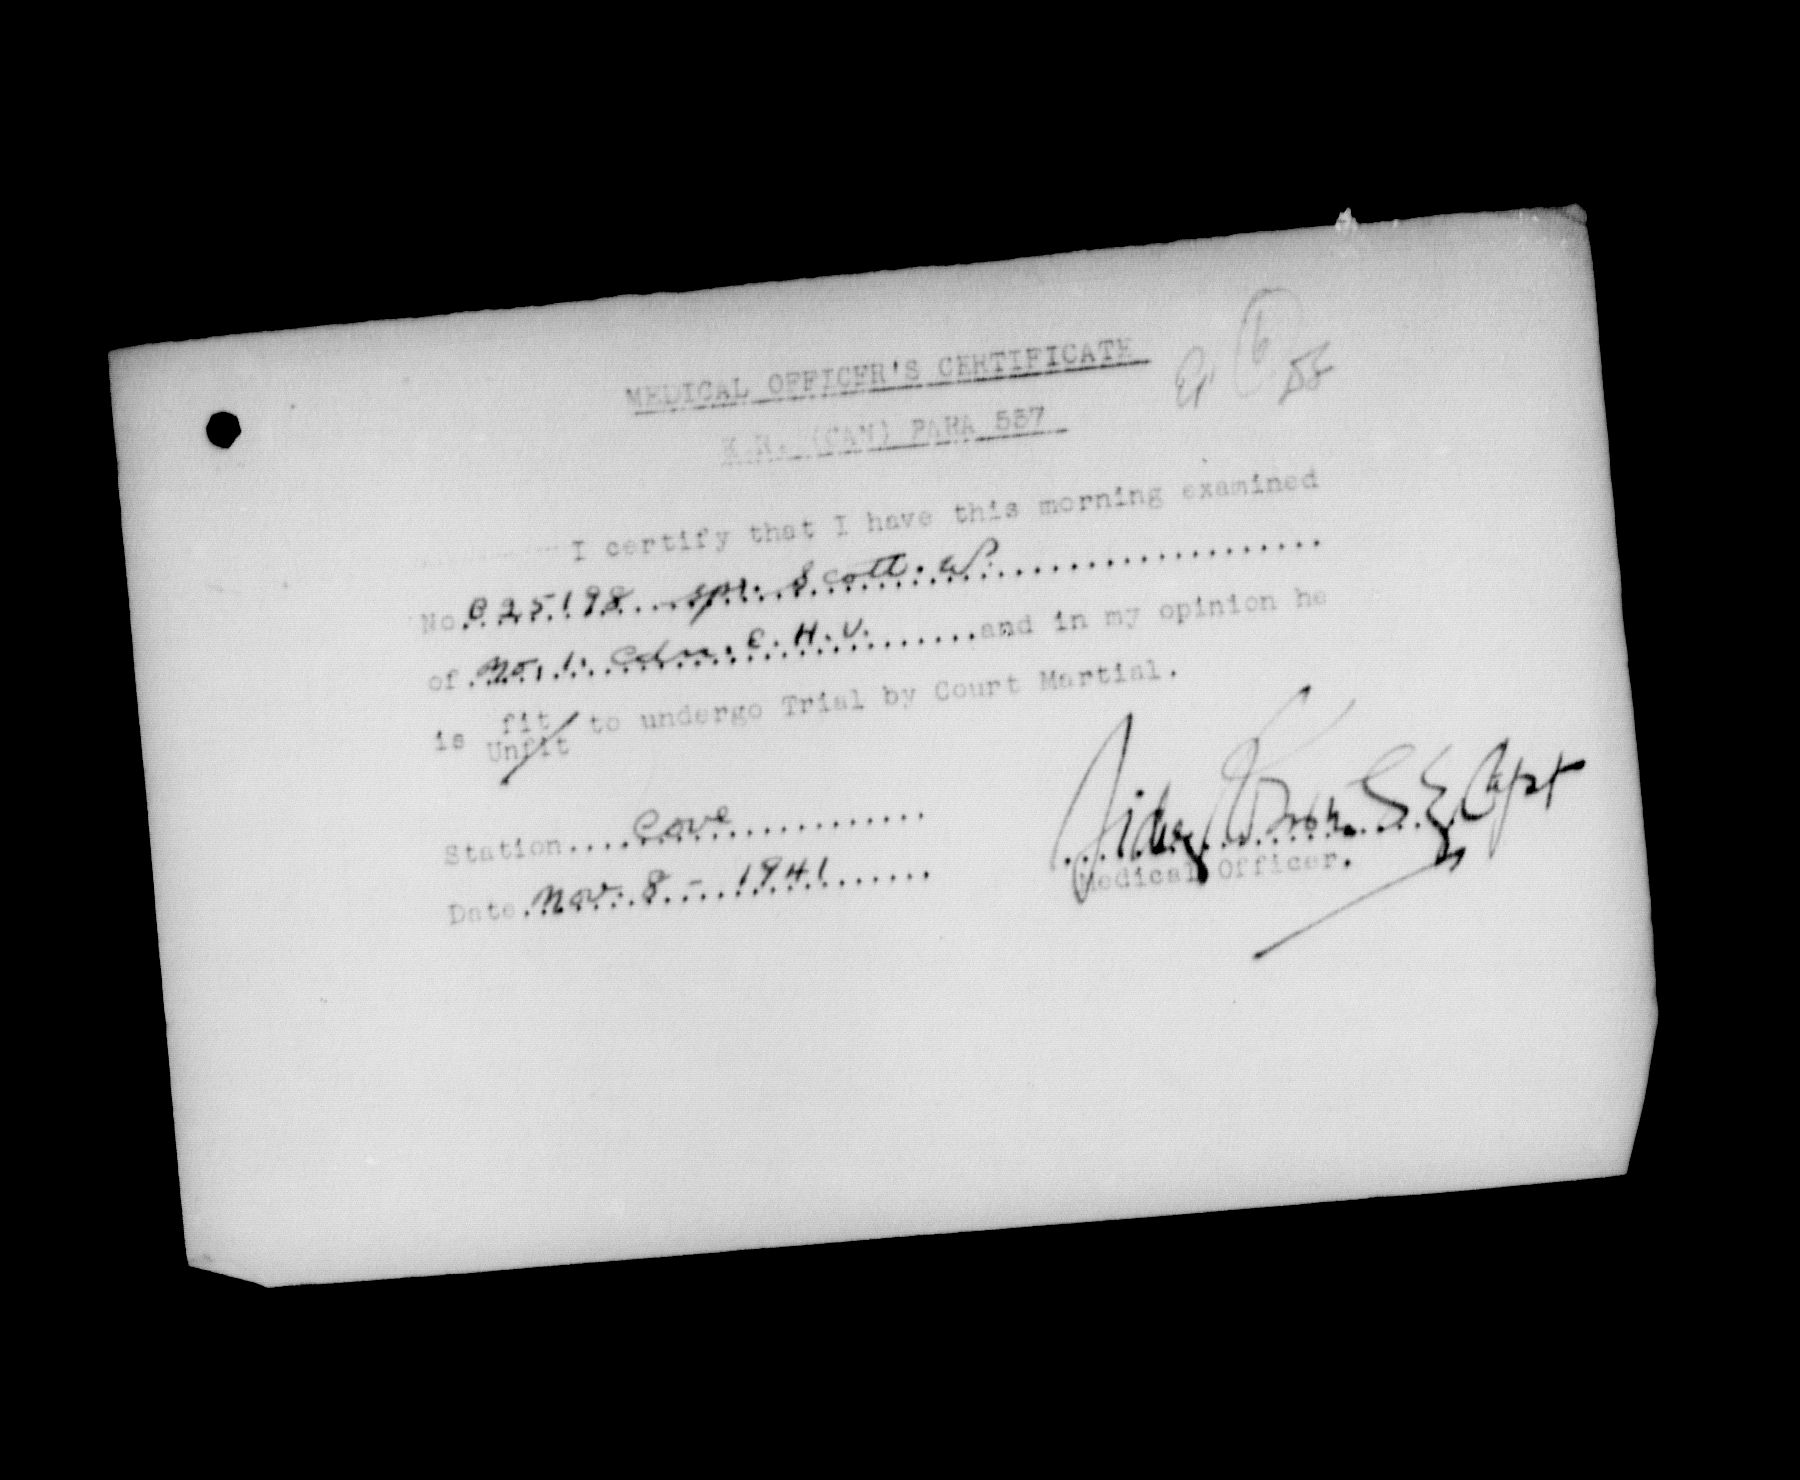 MEDICAL OFFICER'S CERTIFICATE
K.R. (CAN) PARA 557
I certify that I have this morning examined
No. B25198 Spr. Scott. W.
of No. 1. Cdn. E. H. U. and in my opinion he
is fit
Unfit to undergo Trial by Court Martial.
Station.... Cove
Date. Nov. 8 - 1941
Capt
Medical Officer.